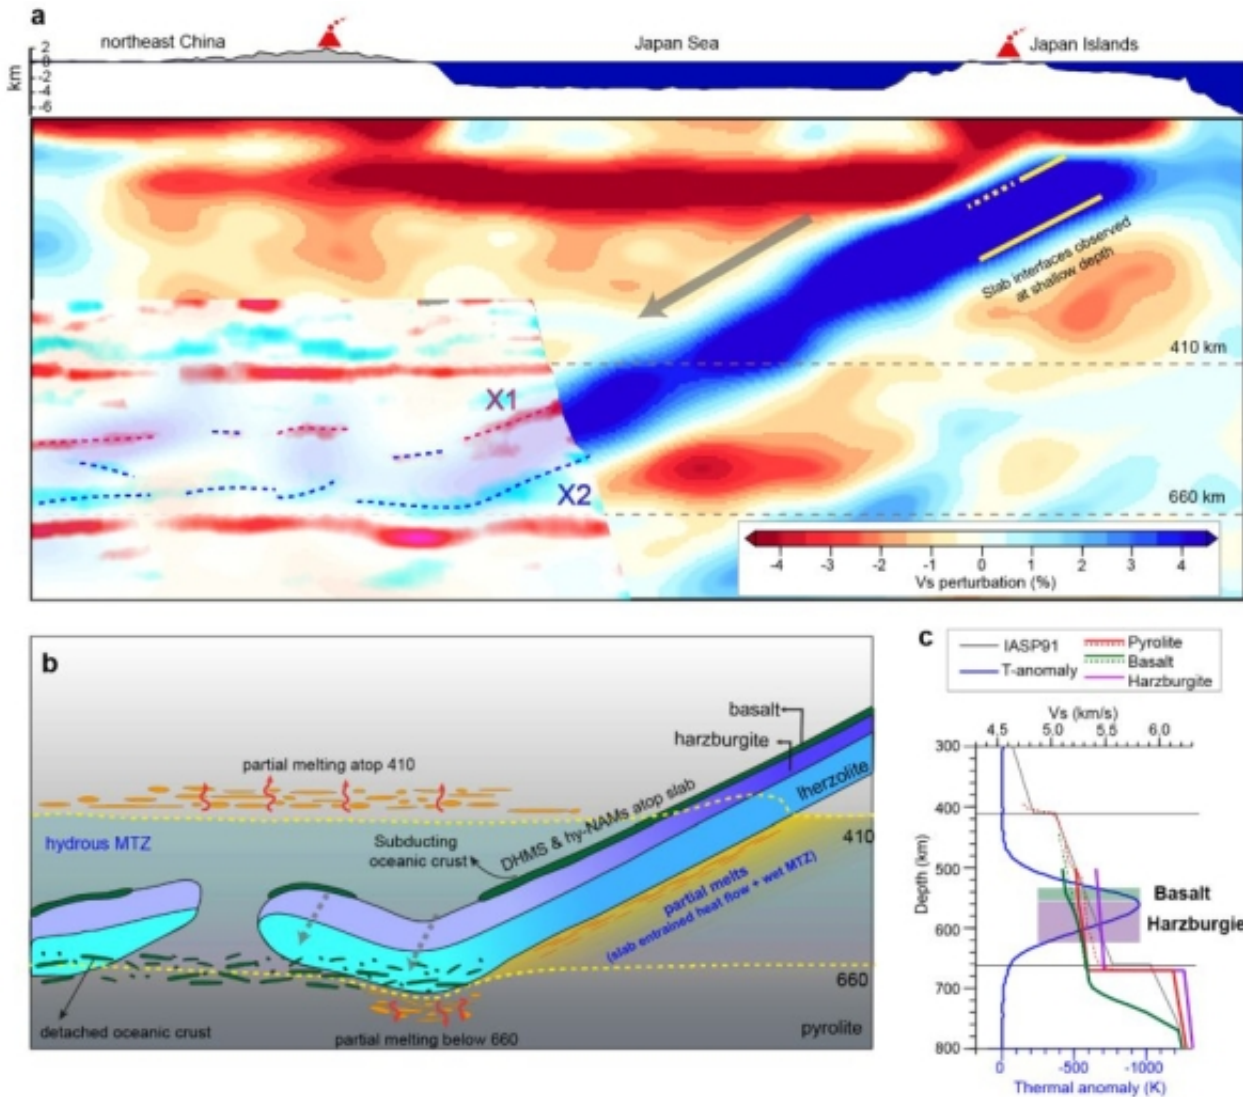 a
northeast China
Japan Sea
Japan Islands
km
2
0
-2
-4
-6
Slab interfaces observed
at shallow depth
410 km
X1
X2
660 km
-4 -3 -2 -1 0 1 2 3 4
Vs perturbation (%)
b
basalt
harzburgite
partial melting atop 410
lherzolite
hydrous MTZ
Subducting
oceanic crust
DHMS & hy-NAMs atop slab
410
partial melts
(slab entrained heat flow + wet MTZ)
660
detached oceanic crust
partial melting below 660
pyrolite
c
IASP91
T-anomaly
Pyrolite
Basalt
Harzburgite
Vs (km/s)
4.5 5.0 5.5 6.0
300
400
500
600
700
800
Depth (km)
Basalt
Harzburgie
0 -500 -1000
Thermal anomaly (K)